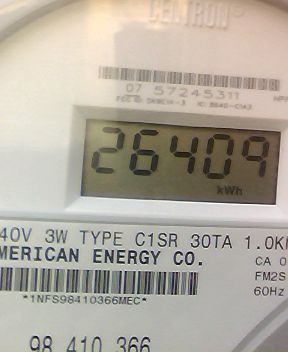 CENTRON®
07 57245311
26409
kWh
40V 3W TYPE C1SR 30TA 1.0K
MERICAN ENERGY CO.
CA 0
FM2S
60Hz
*1NFS98410366MEC*
98 410 366